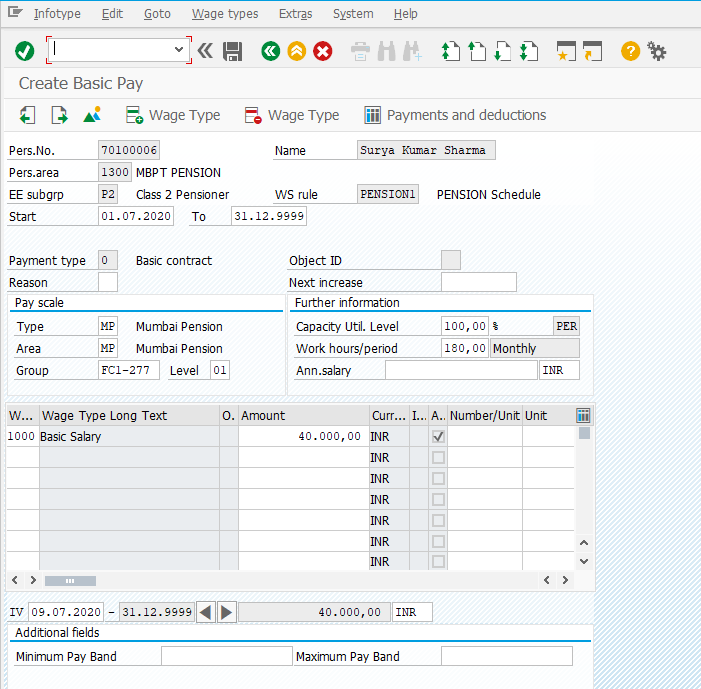 Infotype Edit Goto Wage types Extras System Help
Create Basic Pay
Wage Type Wage Type Payments and deductions
Pers.No. 70100006 Name Surya Kumar Sharma
Pers.area 1300 MBPT PENSION
EE subgrp P2 Class 2 Pensioner WS rule PENSION1 PENSION Schedule
Start 01.07.2020 To 31.12.9999
Payment type 0 Basic contract Object ID
Reason Next increase
Pay scale Further information
Type MP Mumbai Pension Capacity Util. Level 100,00 % PER
Area MP Mumbai Pension Work hours/period 180,00 Monthly
Group FC1-277 Level 01 Ann.salary INR
W... Wage Type Long Text O.. Amount Curr... I... A.. Number/Unit Unit
1000 Basic Salary 40.000,00 INR
INR
INR
INR
INR
INR
INR
IV 09.07.2020 - 31.12.9999 40.000,00 INR
Additional fields
Minimum Pay Band Maximum Pay Band